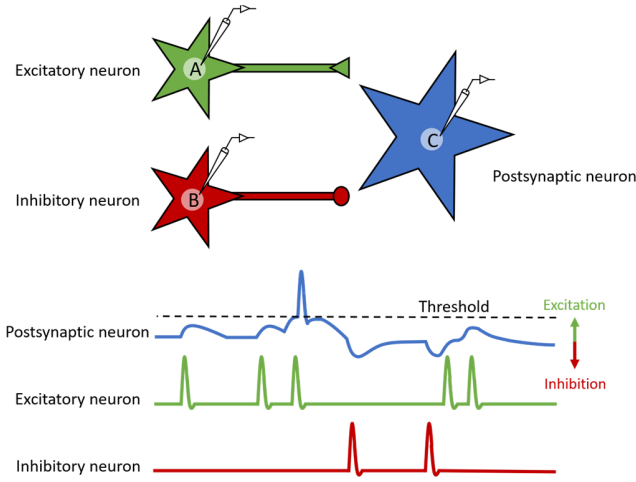 Excitatory neuron
A
C
Postsynaptic neuron
Inhibitory neuron
B
Threshold
Excitation
Postsynaptic neuron
Inhibition
Excitatory neuron
Inhibitory neuron